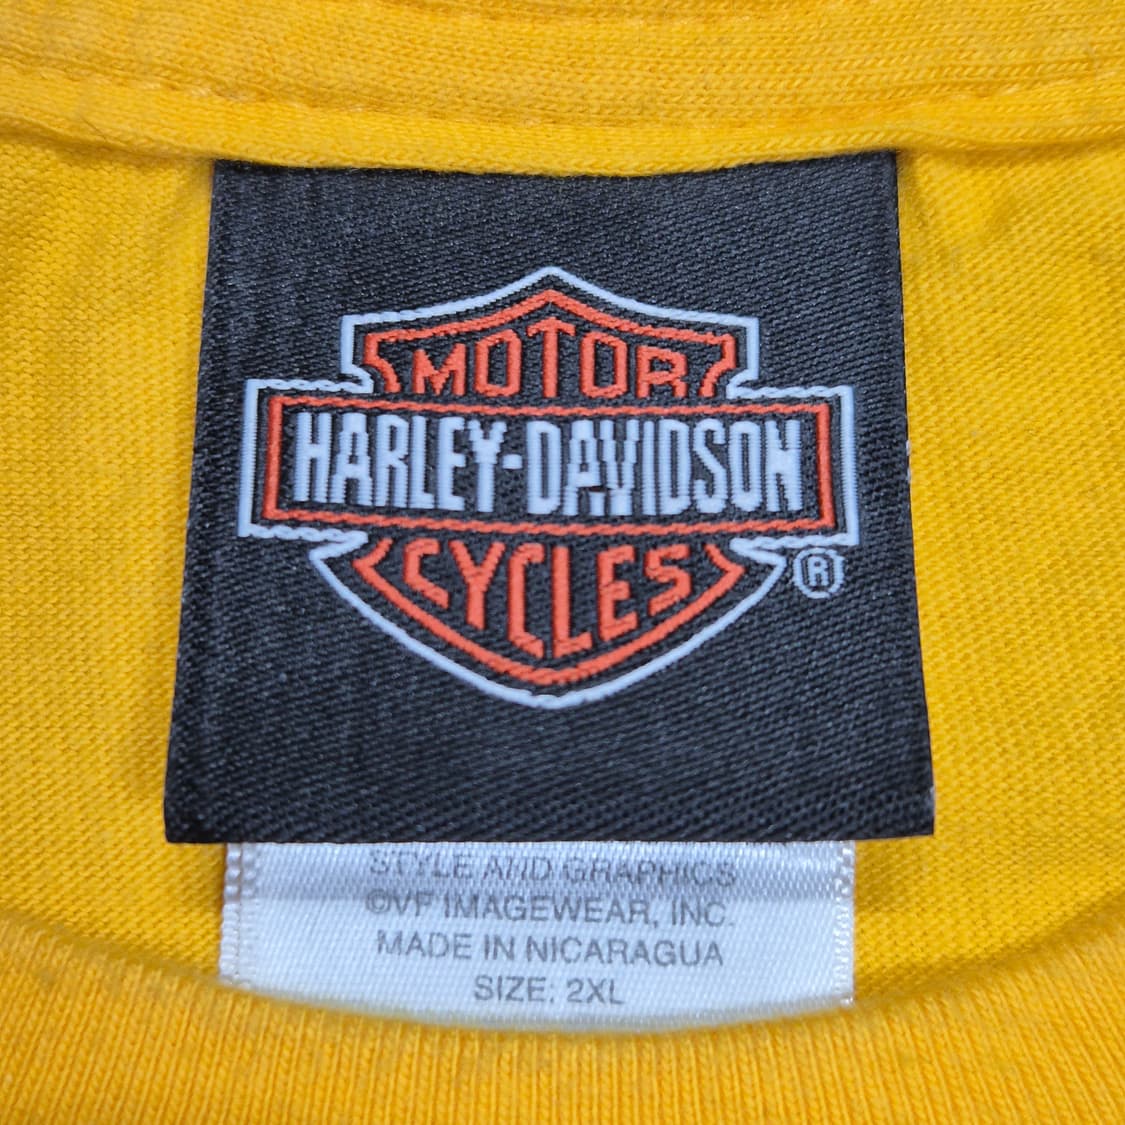 MOTOR
HARLEY-DAVIDSON
CYCLES
®
STYLE AND GRAPHICS
©VF IMAGEWEAR, INC.
MADE IN NICARAGUA
SIZE: 2XL